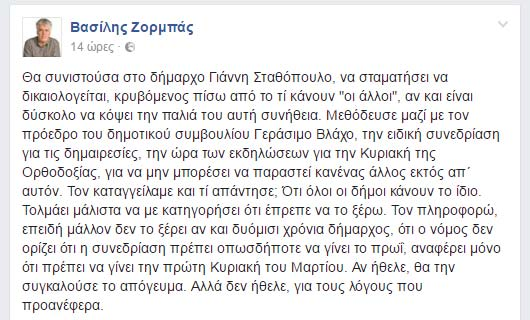 Βασίλης Ζορμπάς
14 ώρες ·
Θα συνιστούσα στο δήμαρχο Γιάννη Σταθόπουλο, να σταματήσει να
δικαιολογείται, κρυβόμενος πίσω από το τί κάνουν "οι άλλοι", αν και είναι
δύσκολο να κόψει την παλιά του αυτή συνήθεια. Μεθόδευσε μαζί με τον
πρόεδρο του δημοτικού συμβουλίου Γεράσιμο Βλάχο, την ειδική συνεδρίαση
για τις δημαιρεσίες, την ώρα των εκδηλώσεων για την Κυριακή της
Ορθοδοξίας, για να μην μπορέσει να παραστεί κανένας άλλος εκτός απ΄
αυτόν. Τον καταγγείλαμε και τί απάντησε; Ότι όλοι οι δήμοι κάνουν το ίδιο.
Τολμάει μάλιστα να με κατηγορήσει ότι έπρεπε να το ξέρω. Τον πληροφορώ,
επειδή μάλλον δεν το ξέρει αν και δυόμισι χρόνια δήμαρχος, ότι ο νόμος δεν
ορίζει ότι η συνεδρίαση πρέπει οπωσδήποτε να γίνει το πρωί, αναφέρει μόνο
ότι πρέπει να γίνει την πρώτη Κυριακή του Μαρτίου. Αν ήθελε, θα την
συγκαλούσε το απόγευμα. Αλλά δεν ήθελε, για τους λόγους που
προανέφερα.